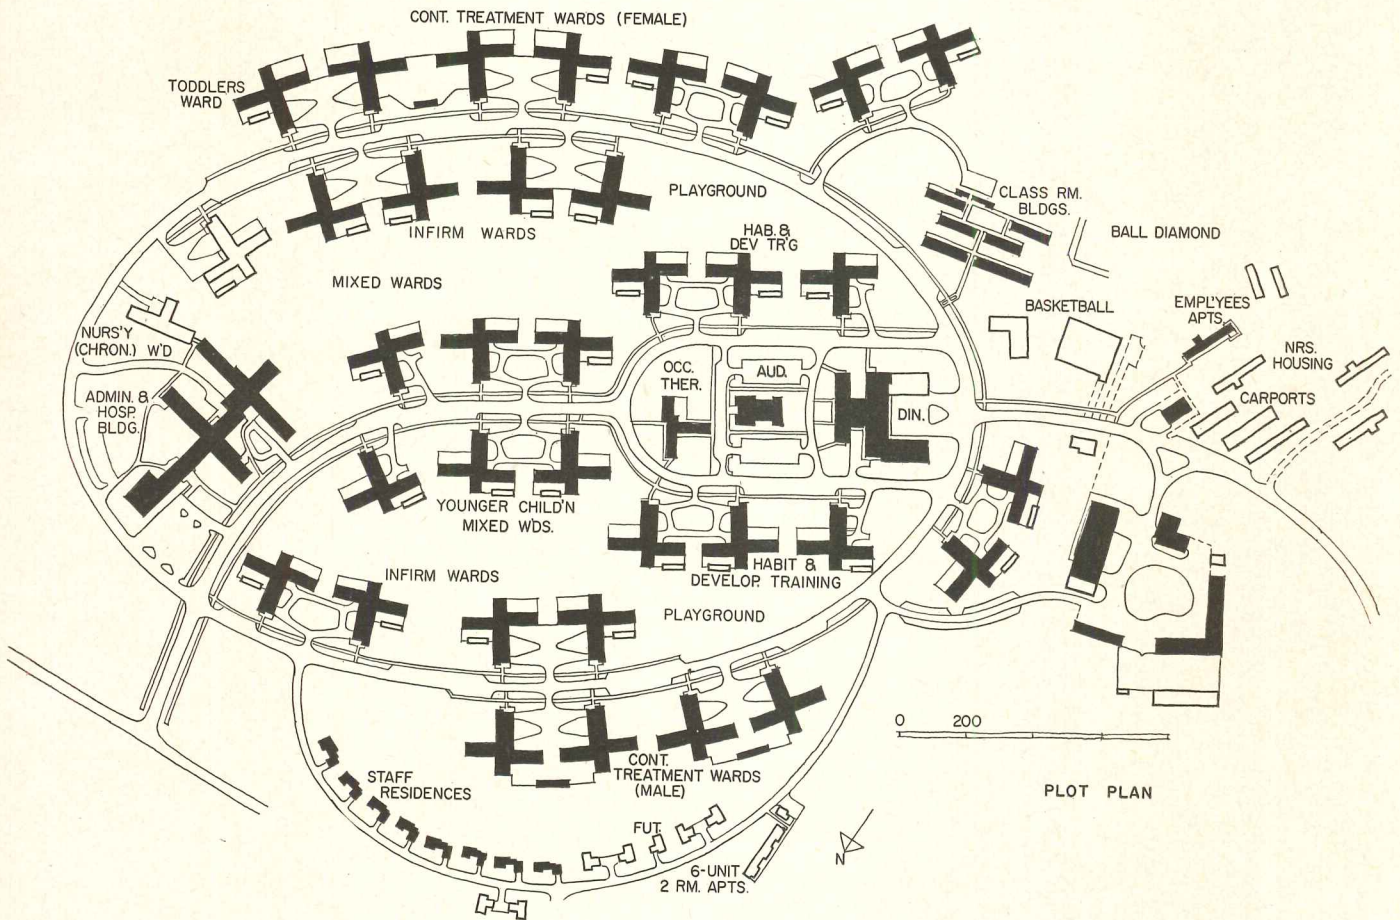 CONT. TREATMENT WARDS (FEMALE)
TODDLERS
WARD
PLAYGROUND
CLASS RM.
BLDGS.
INFIRM WARDS
HAB. &
DEV TR'G
BALL DIAMOND
MIXED WARDS
BASKETBALL
EMPL'YEES
APTS.
NURS'Y
(CHRON.) W'D
NRS.
HOUSING
OCC.
THER.
AUD.
ADMIN. &
HOSP.
BLDG.
DIN.
CARPORTS
YOUNGER CHILD'N
MIXED W'DS.
INFIRM WARDS
HABIT &
DEVELOP. TRAINING
PLAYGROUND
0 200
CONT.
TREATMENT WARDS
(MALE)
STAFF
RESIDENCES
PLOT PLAN
FUT.
6-UNIT
2 RM. APTS.
N